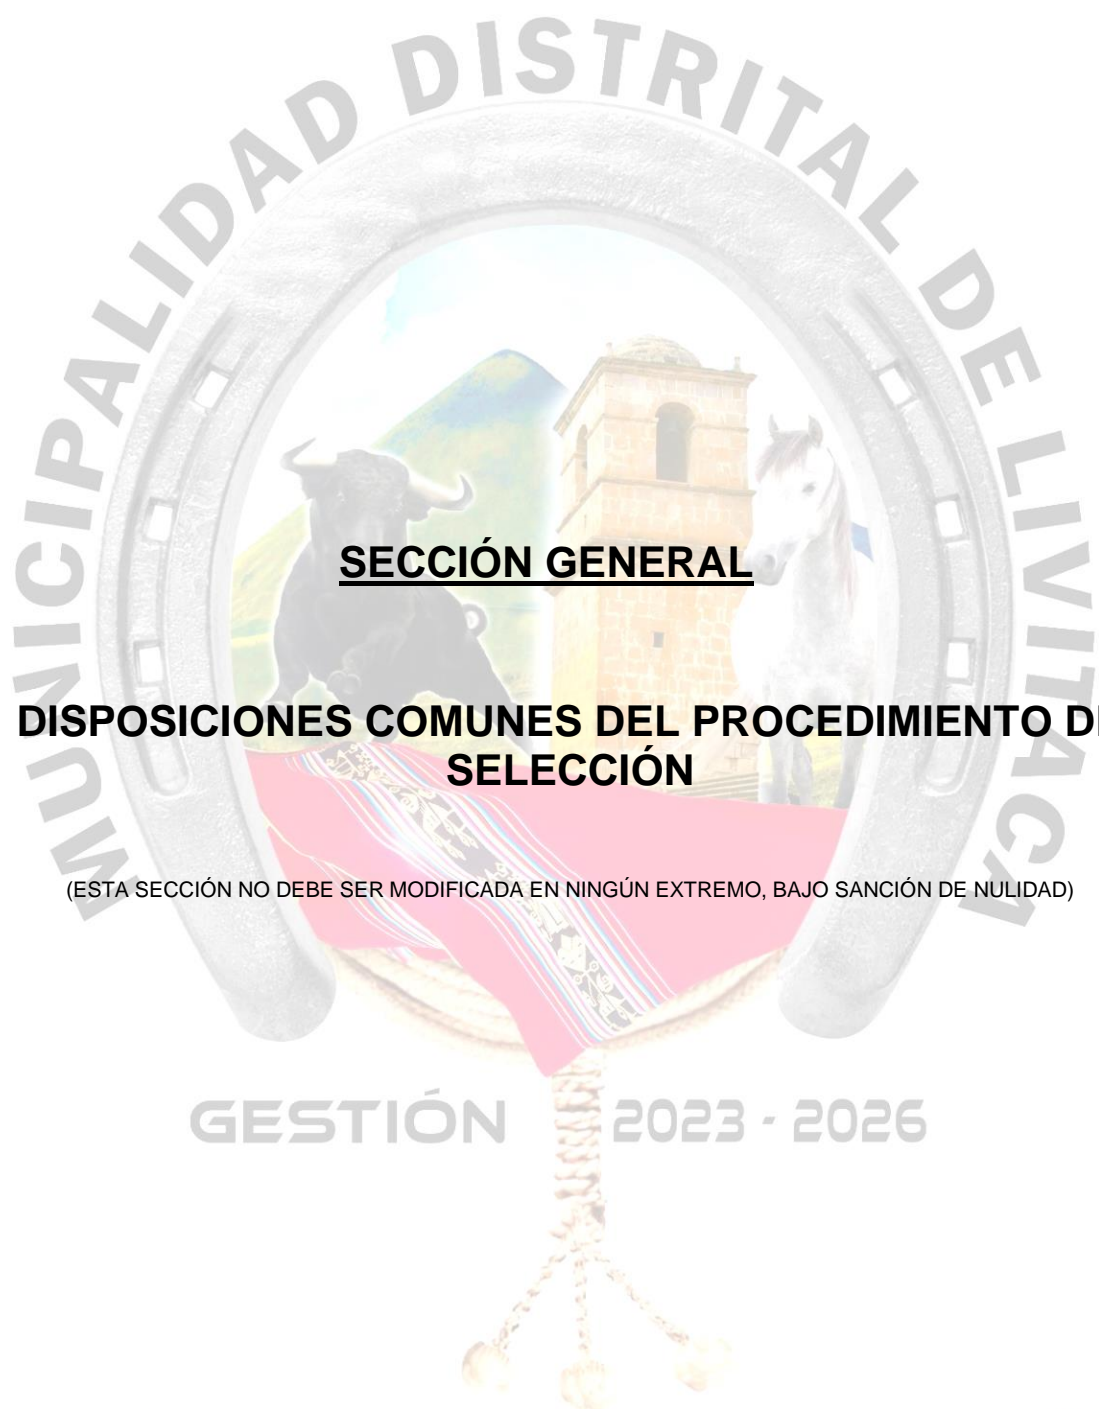 MUNICIPALIDAD DISTRITAL DE LIVITACA
SECCIÓN GENERAL
DISPOSICIONES COMUNES DEL PROCEDIMIENTO DE
SELECCIÓN
(ESTA SECCIÓN NO DEBE SER MODIFICADA EN NINGÚN EXTREMO, BAJO SANCIÓN DE NULIDAD)
GESTIÓN 2023 - 2026